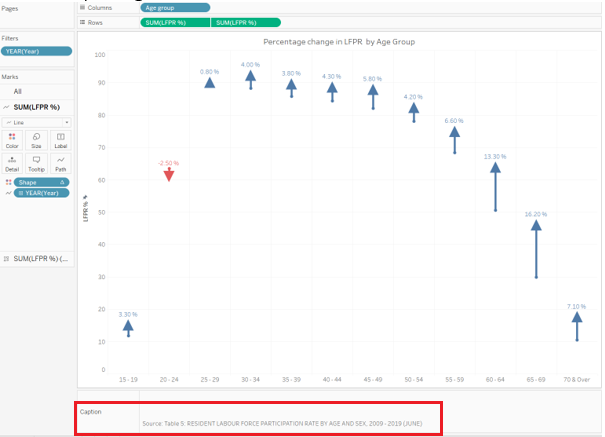 Pages
Columns
Age group
Rows
SUM(LFPR %)
SUM(LFPR %)
Filters
YEAR(Year)
Marks
All
SUM(LFPR %)
Line
Color
Size
Label
Detail
Tooltip
Path
Shape
YEAR(Year)
SUM(LFPR %) (...
Percentage change in LFPR by Age Group
LFPR %
100
90
80
70
60
50
40
30
20
10
0
3.30 %
-2.50 %
0.80 %
4.00 %
3.80 %
4.30 %
5.80 %
4.20 %
6.60 %
13.30 %
16.20 %
7.10 %
15 - 19
20 - 24
25 - 29
30 - 34
35 - 39
40 - 44
45 - 49
50 - 54
55 - 59
60 - 64
65 - 69
70 & Over
Caption
Source: Table 5: RESIDENT LABOUR FORCE PARTICIPATION RATE BY AGE AND SEX, 2009 - 2019 (JUNE)